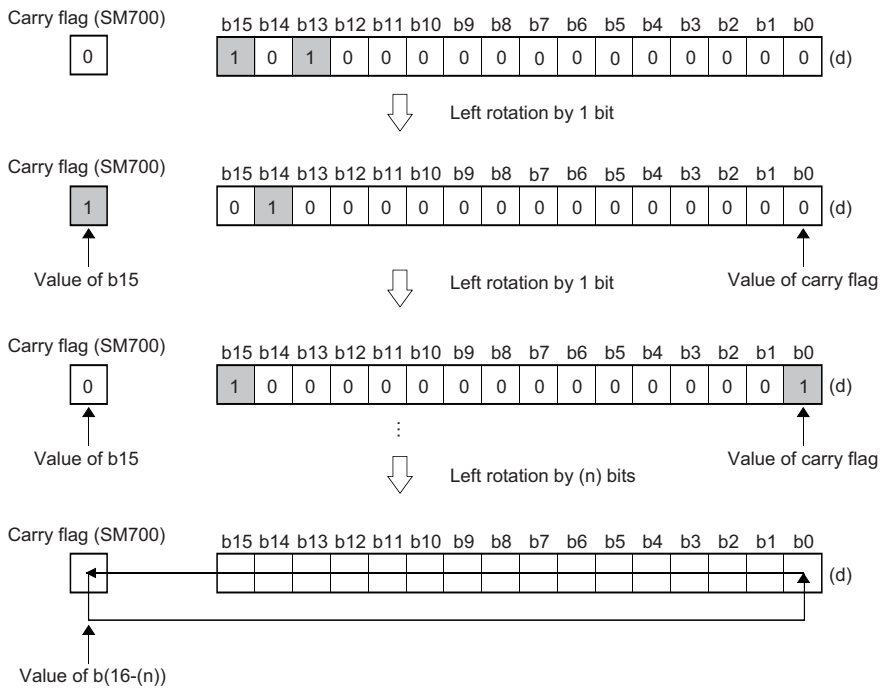 Carry flag (SM700)
b15 b14 b13 b12 b11 b10 b9 b8 b7 b6 b5 b4 b3 b2 b1 b0
0 1 0 1 0 0 0 0 0 0 0 0 0 0 0 0 0 (d)
Left rotation by 1 bit
Carry flag (SM700)
b15 b14 b13 b12 b11 b10 b9 b8 b7 b6 b5 b4 b3 b2 b1 b0
1 0 1 0 0 0 0 0 0 0 0 0 0 0 0 0 0 (d)
Value of b15 Value of carry flag
Left rotation by 1 bit
Carry flag (SM700)
b15 b14 b13 b12 b11 b10 b9 b8 b7 b6 b5 b4 b3 b2 b1 b0
0 1 0 0 0 0 0 0 0 0 0 0 0 0 0 0 1 (d)
Value of b15 Value of carry flag
⋮
Left rotation by (n) bits
Carry flag (SM700)
b15 b14 b13 b12 b11 b10 b9 b8 b7 b6 b5 b4 b3 b2 b1 b0
(d)
Value of b(16-(n))